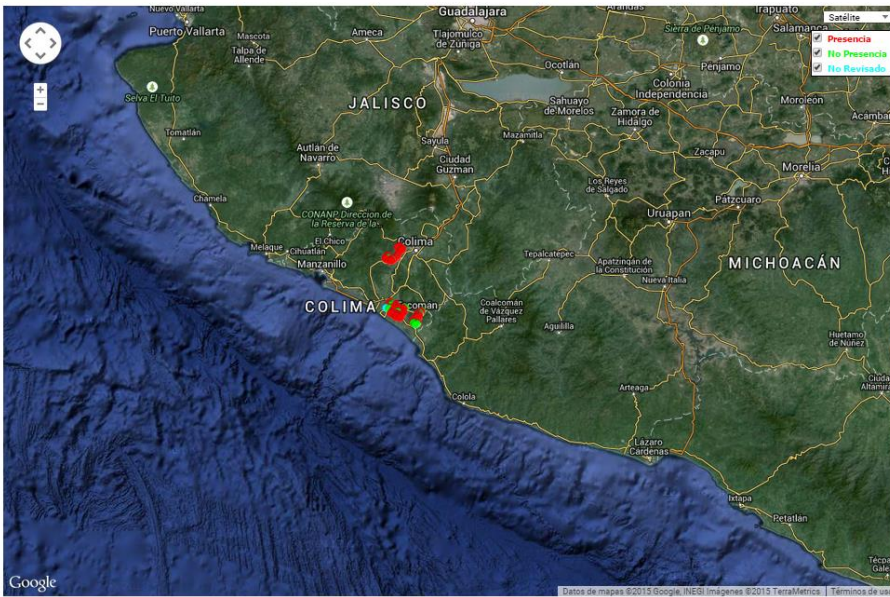 Nuevo Vallarta
Puerto Vallarta
Mascota
Talpa de
Allende
Ameca
Guadalajara
Tlajomulco
de Zúñiga
Irapuato
Satélite
Salamanca
Presencia
No Presencia
No Revisado
Sierra de Pénjamo
Pénjamo
Ocotlán
Colonia
Independencia
Selva El Tuito
JALISCO
Sahuayo
de Morelos
Zamora de
Hidalgo
Moroleón
Tomatlán
Autlán de
Navarro
Sayula
Mazamitla
Zacapu
Ciudad
Guzmán
Morelia
Chamela
Los Reyes
de Salgado
Pátzcuaro
CONANP Direccion de
la Reserva de la
Uruapan
Melaque
El Chico
Cihuatlán
Colima
Manzanillo
Tepalcatepec
Apatzingán de
la Constitución
Nueva Italia
MICHOACÁN
COLIMA
Coalcomán
de Vázquez
Pallares
Aguililla
Huetamo
de Núñez
Arteaga
Colola
Lázaro
Cárdenas
Ixtapa
Petatlán
Google
Datos de mapas ©2015 Google, INEGI Imágenes ©2015 TerraMetrics